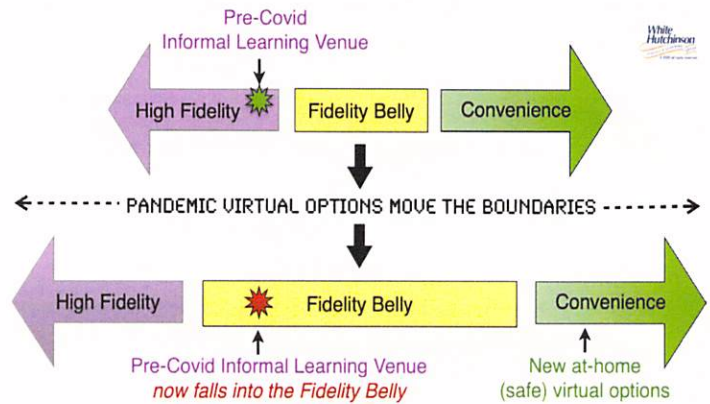 Pre-Covid
Informal Learning Venue
White
Hutchinson
High Fidelity
Fidelity Belly
Convenience
PANDEMIC VIRTUAL OPTIONS MOVE THE BOUNDARIES
High Fidelity
Fidelity Belly
Convenience
Pre-Covid Informal Learning Venue
now falls into the Fidelity Belly
New at-home
(safe) virtual options